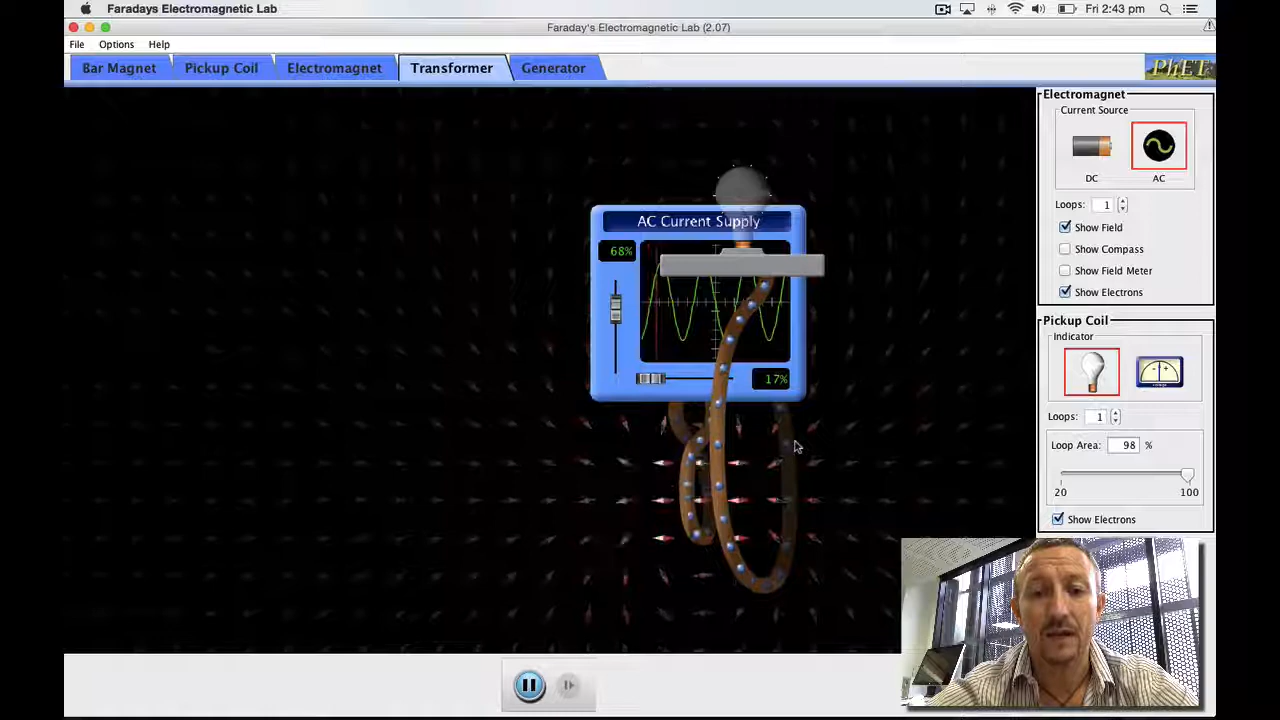 Faradays Electromagnetic Lab
Fri 2:43 pm
Faraday's Electromagnetic Lab (2.07)
File Options Help
Bar Magnet Pickup Coil Electromagnet Transformer Generator
PhET
Electromagnet
Current Source
DC AC
Loops: 1
Show Field
Show Compass
Show Field Meter
Show Electrons
AC Current Supply
68%
17%
Pickup Coil
Indicator
voltage
Loops: 1
Loop Area: 98 %
20 100
Show Electrons